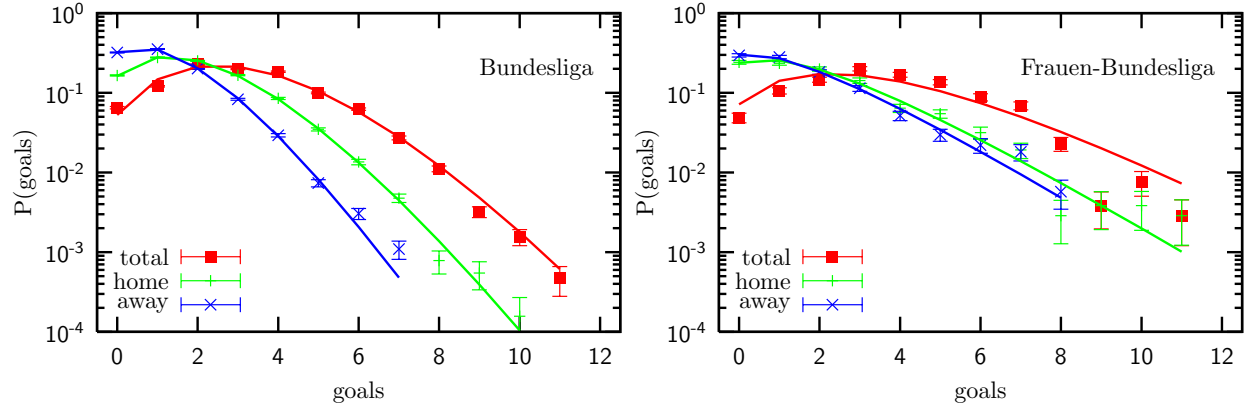 P(goals)
10^0
10^-1
10^-2
10^-3
10^-4
Bundesliga
total
home
away
0 2 4 6 8 10 12
goals
P(goals)
10^0
10^-1
10^-2
10^-3
10^-4
Frauen-Bundesliga
total
home
away
0 2 4 6 8 10 12
goals